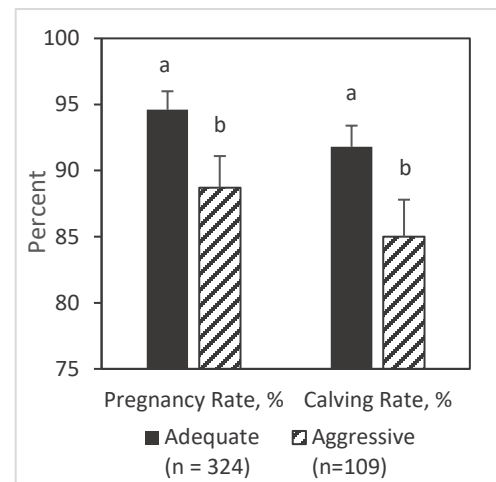 100
a
a
95
b
b
90
Percent
85
80
75
Pregnancy Rate, % Calving Rate, %
Adequate Aggressive
(n = 324) (n=109)